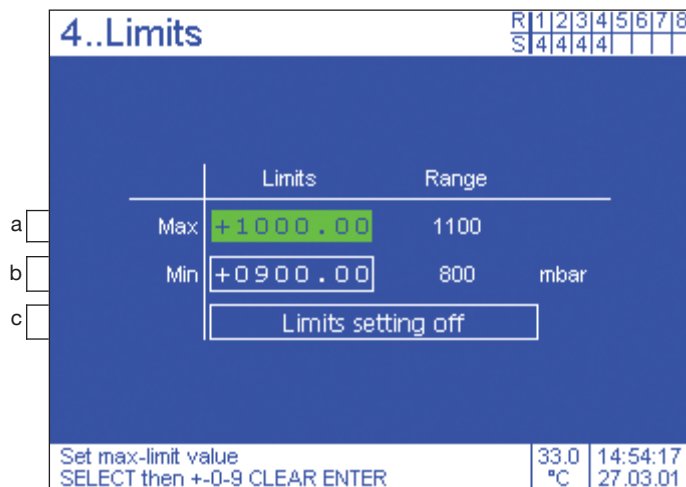 4..Limits
R 1 2 3 4 5 6 7 8
S 4 4 4 4
Limits Range
a Max +1000.00 1100
b Min +0900.00 800 mbar
c Limits setting off
Set max-limit value 33.0 14:54:17
SELECT then +-0-9 CLEAR ENTER °C 27.03.01